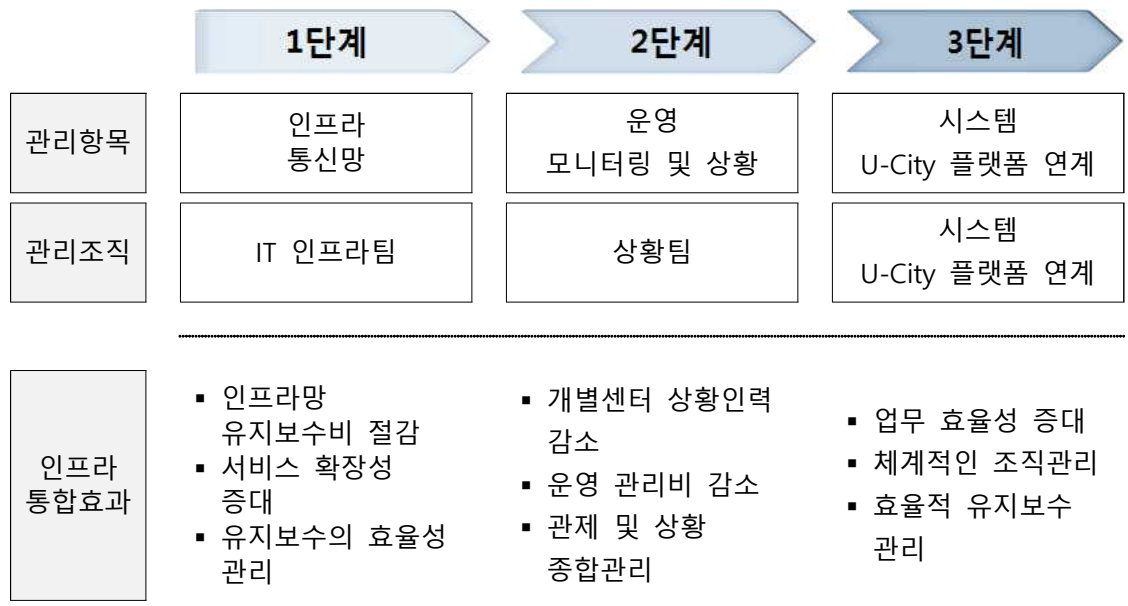 1단계
2단계
3단계
관리항목
인프라
통신망
운영
모니터링 및 상황
시스템
U-City 플랫폼 연계
관리조직
IT 인프라팀
상황팀
시스템
U-City 플랫폼 연계
인프라
통합효과
▪ 인프라망
유지보수비 절감
▪ 서비스 확장성
증대
▪ 유지보수의 효율성
관리
▪ 개별센터 상황인력
감소
▪ 운영 관리비 감소
▪ 관제 및 상황
종합관리
▪ 업무 효율성 증대
▪ 체계적인 조직관리
▪ 효율적 유지보수
관리